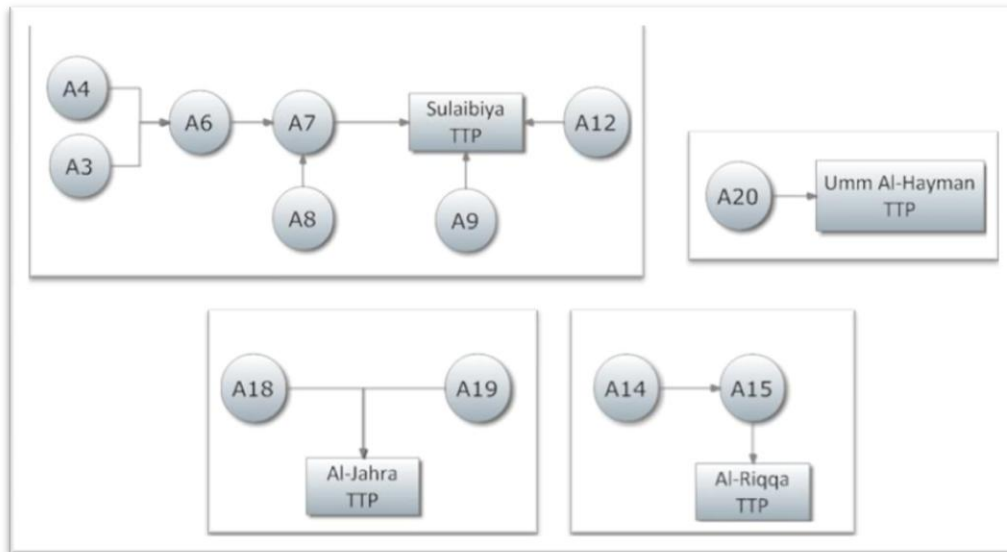 A4
A3
A6
A7
Sulaibiya
TTP
A12
A8
A9
A20
Umm Al-Hayman
TTP
A18
A19
Al-Jahra
TTP
A14
A15
Al-Riqqa
TTP